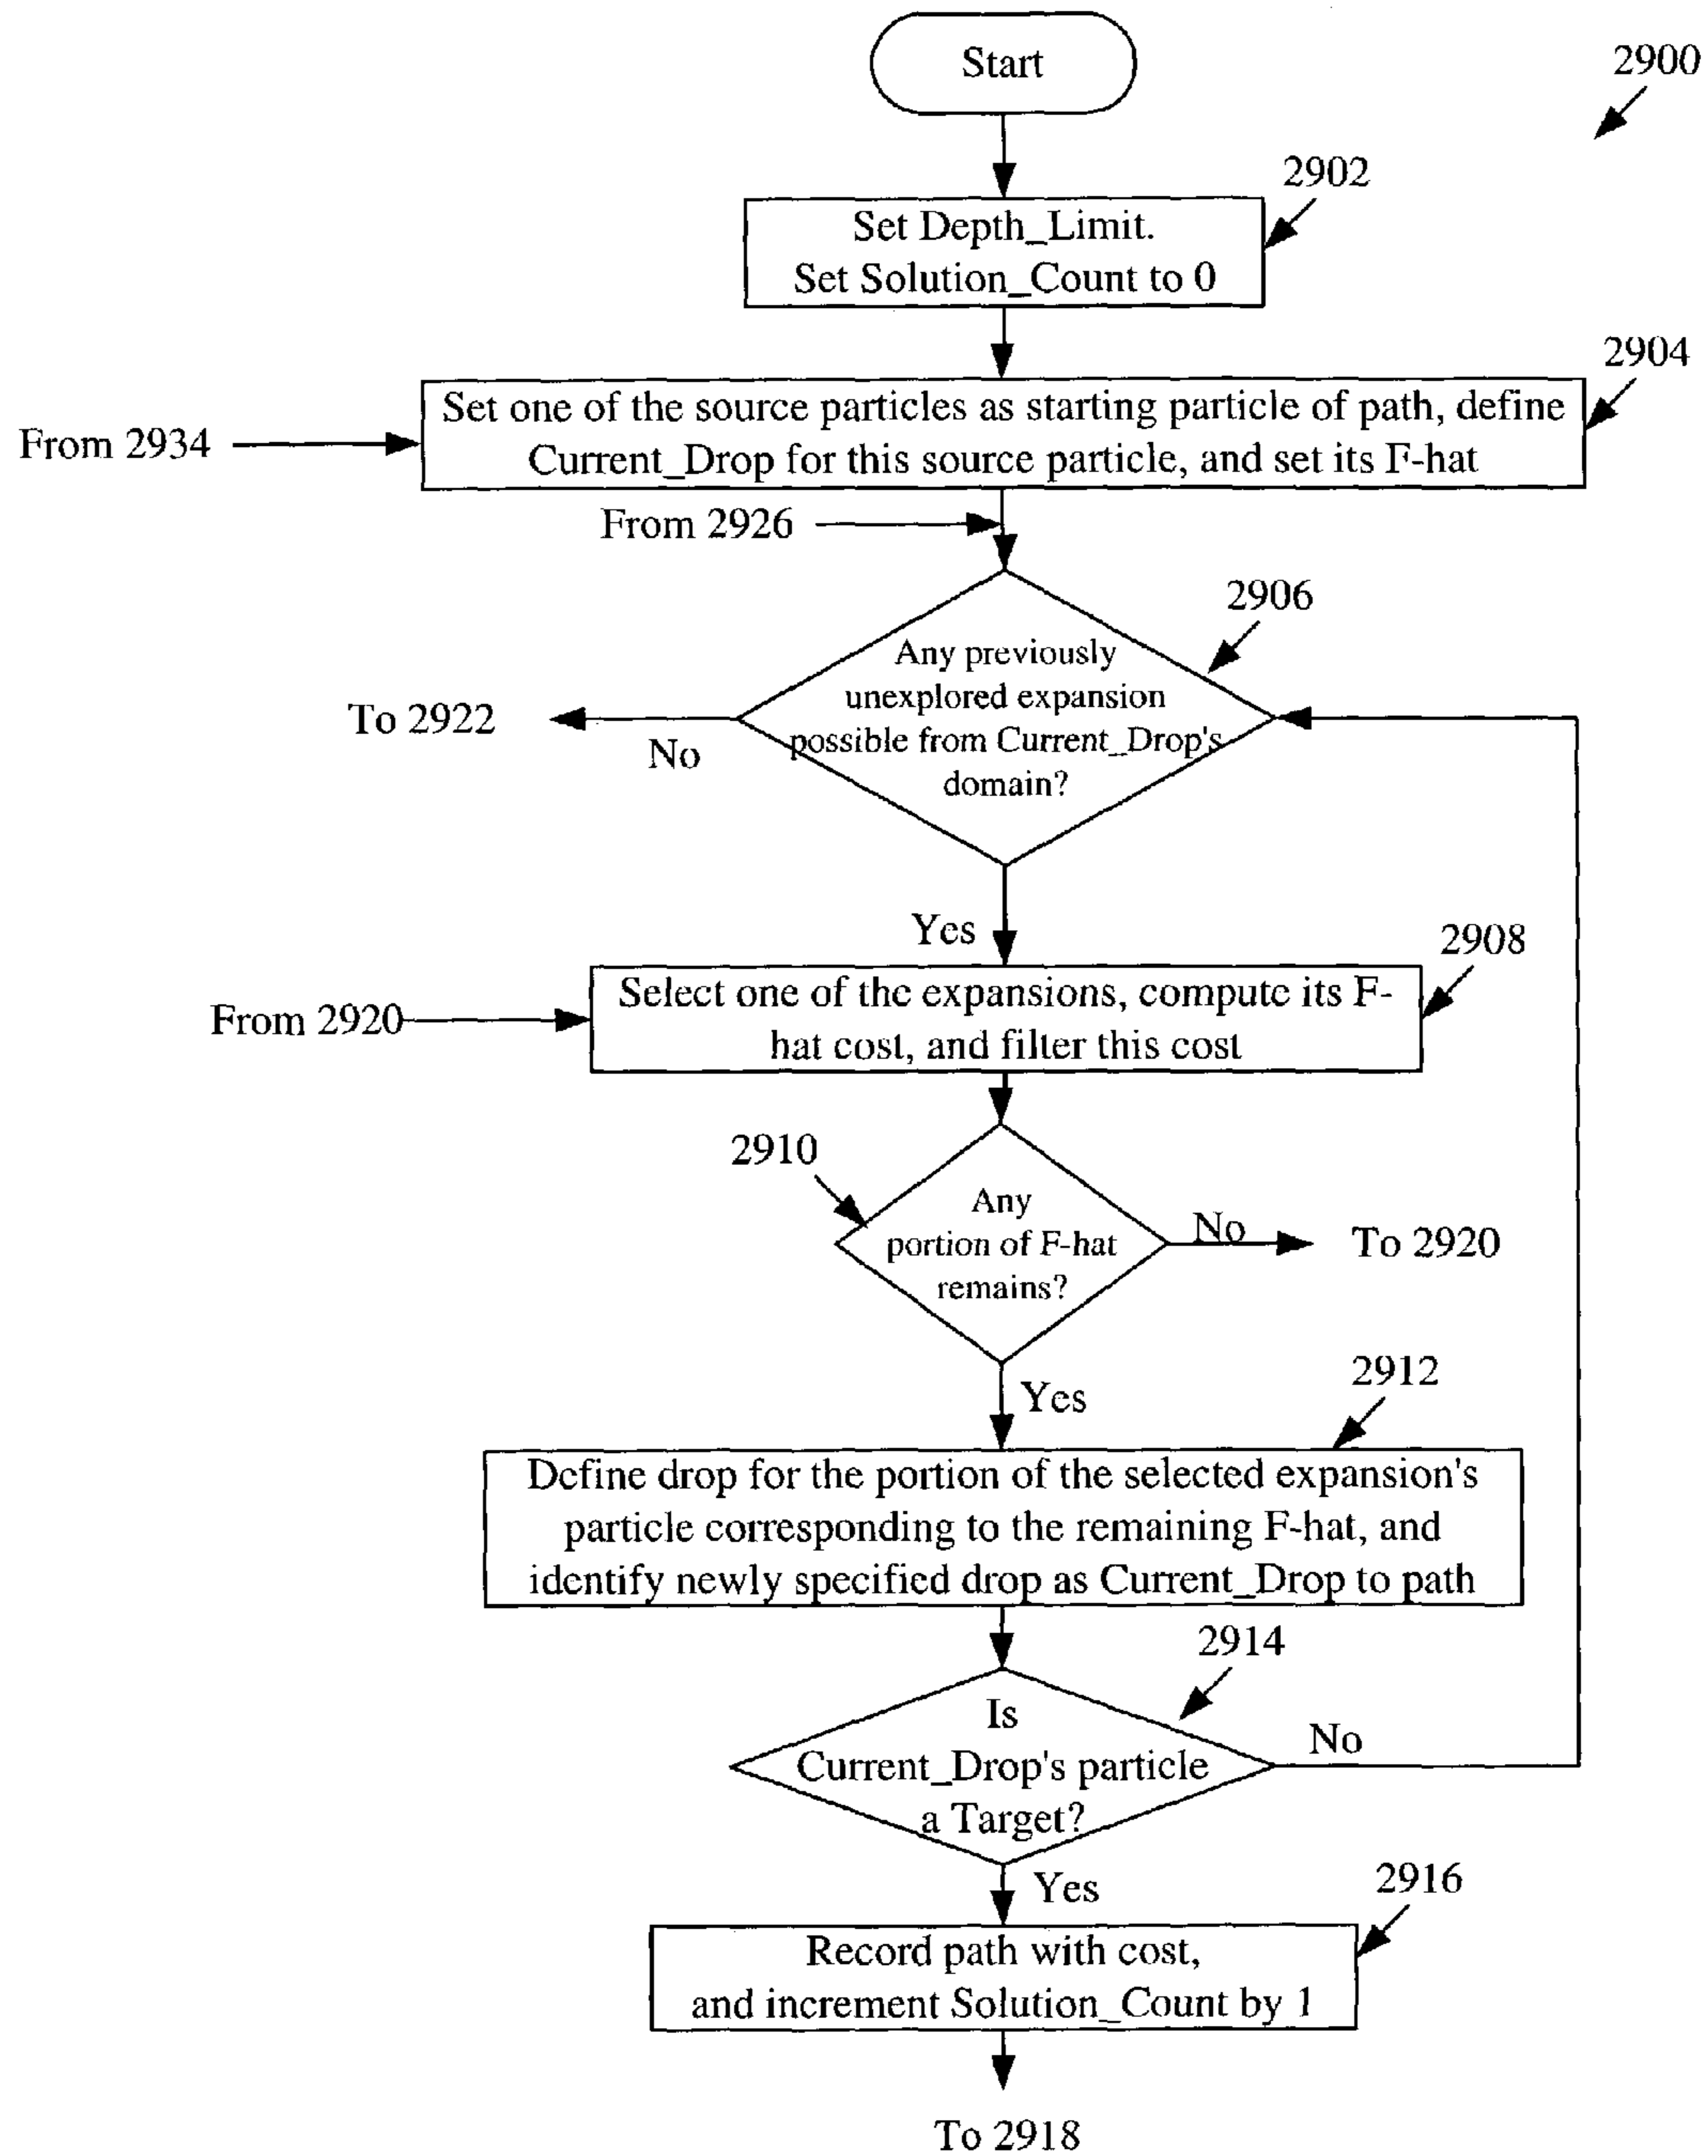 Start
2900
2902
Set Depth_Limit.
Set Solution_Count to 0
2904
Set one of the source particles as starting particle of path, define
Current_Drop for this source particle, and set its F-hat
From 2934
From 2926
2906
Any previously
unexplored expansion
possible from Current_Drop's
domain?
To 2922
No
Yes
2908
Select one of the expansions, compute its F-
hat cost, and filter this cost
From 2920
2910
Any
portion of F-hat
remains?
No
To 2920
Yes
2912
Define drop for the portion of the selected expansion's
particle corresponding to the remaining F-hat, and
identify newly specified drop as Current_Drop to path
2914
Is
Current_Drop's particle
a Target?
No
Yes
2916
Record path with cost,
and increment Solution_Count by 1
To 2918